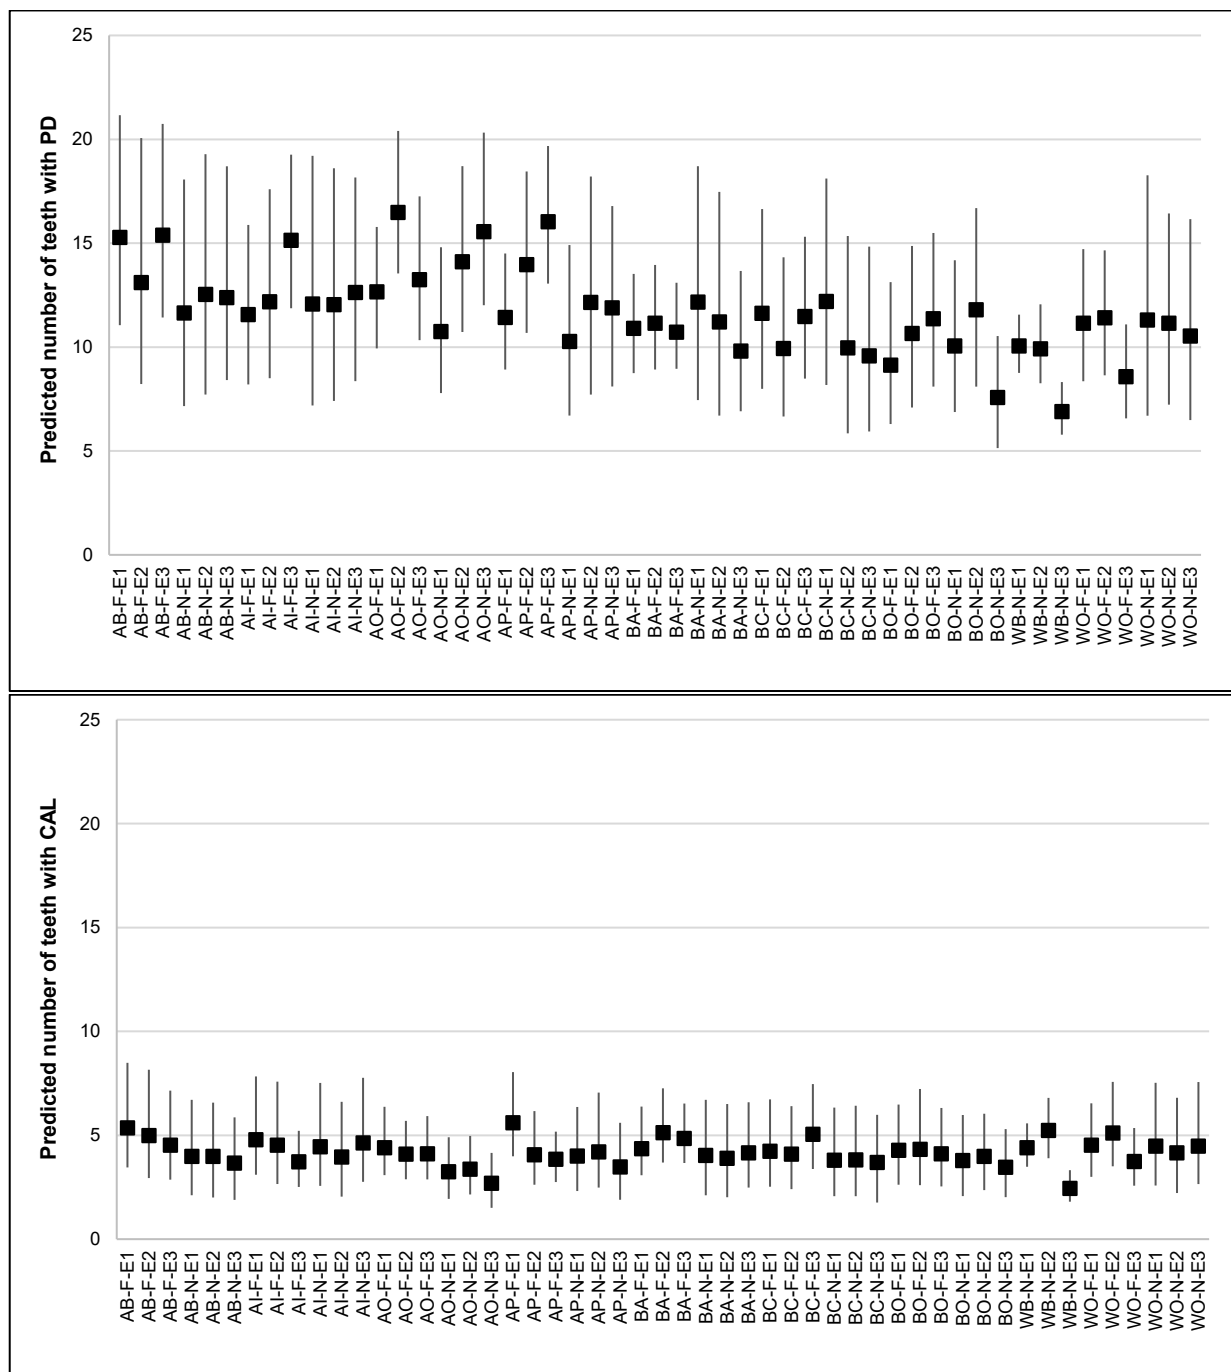 Predicted number of teeth with PD
25
20
15
10
5
0
AB-F-E1
AB-F-E2
AB-F-E3
AB-N-E1
AB-N-E2
AB-N-E3
AI-F-E1
AI-F-E2
AI-F-E3
AI-N-E1
AI-N-E2
AI-N-E3
AO-F-E1
AO-F-E2
AO-F-E3
AO-N-E1
AO-N-E2
AO-N-E3
AP-F-E1
AP-F-E2
AP-F-E3
AP-N-E1
AP-N-E2
AP-N-E3
BA-F-E1
BA-F-E2
BA-F-E3
BA-N-E1
BA-N-E2
BA-N-E3
BC-F-E1
BC-F-E2
BC-F-E3
BC-N-E1
BC-N-E2
BC-N-E3
BO-F-E1
BO-F-E2
BO-F-E3
BO-N-E1
BO-N-E2
BO-N-E3
WB-N-E1
WB-N-E2
WB-N-E3
WO-F-E1
WO-F-E2
WO-F-E3
WO-N-E1
WO-N-E2
WO-N-E3
Predicted number of teeth with CAL
25
20
15
10
5
0
AB-F-E1
AB-F-E2
AB-F-E3
AB-N-E1
AB-N-E2
AB-N-E3
AI-F-E1
AI-F-E2
AI-F-E3
AI-N-E1
AI-N-E2
AI-N-E3
AO-F-E1
AO-F-E2
AO-F-E3
AO-N-E1
AO-N-E2
AO-N-E3
AP-F-E1
AP-F-E2
AP-F-E3
AP-N-E1
AP-N-E2
AP-N-E3
BA-F-E1
BA-F-E2
BA-F-E3
BA-N-E1
BA-N-E2
BA-N-E3
BC-F-E1
BC-F-E2
BC-F-E3
BC-N-E1
BC-N-E2
BC-N-E3
BO-F-E1
BO-F-E2
BO-F-E3
BO-N-E1
BO-N-E2
BO-N-E3
WB-N-E1
WB-N-E2
WB-N-E3
WO-F-E1
WO-F-E2
WO-F-E3
WO-N-E1
WO-N-E2
WO-N-E3